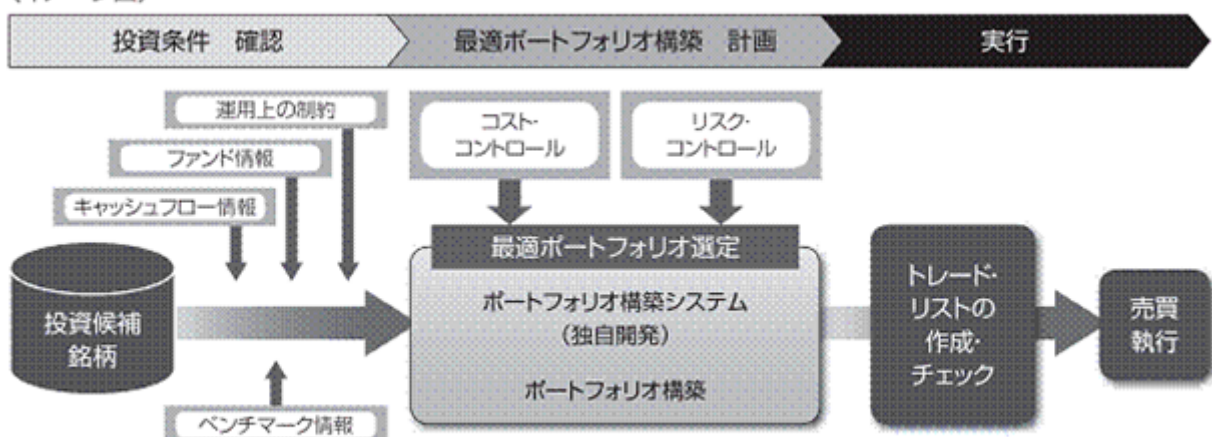 投資条件 確認
最適ポートフォリオ構築 計画
実行
運用上の制約
ファンド情報
キャッシュフロー情報
コスト・
コントロール
リスク・
コントロール
投資候補
銘柄
ベンチマーク情報
最適ポートフォリオ選定
ポートフォリオ構築システム
(独自開発)
ポートフォリオ構築
トレード・
リストの
作成・
チェック
売買
執行